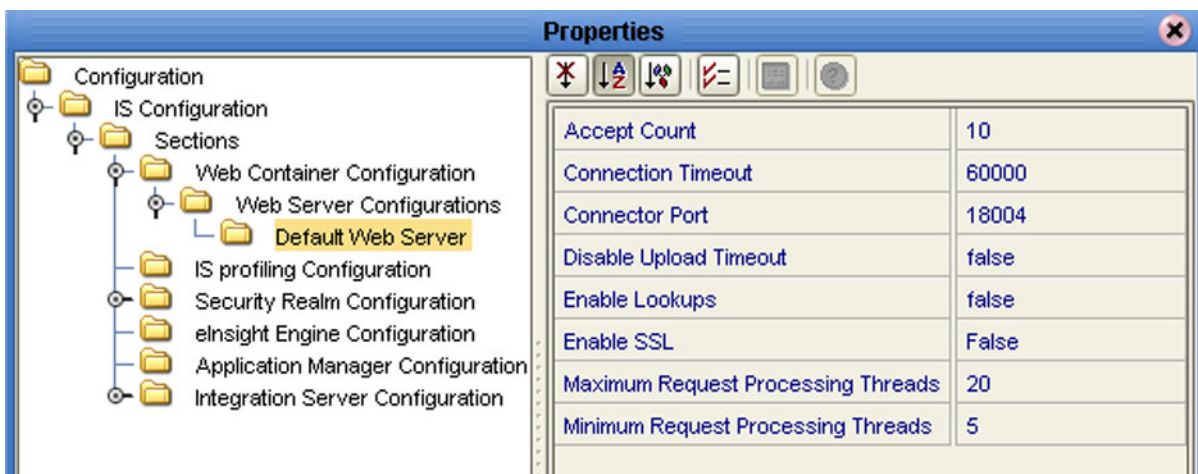 Properties
Configuration
IS Configuration
Sections
Web Container Configuration
Web Server Configurations
Default Web Server
IS profiling Configuration
Security Realm Configuration
eInsight Engine Configuration
Application Manager Configuration
Integration Server Configuration
Accept Count 10
Connection Timeout 60000
Connector Port 18004
Disable Upload Timeout false
Enable Lookups false
Enable SSL False
Maximum Request Processing Threads 20
Minimum Request Processing Threads 5